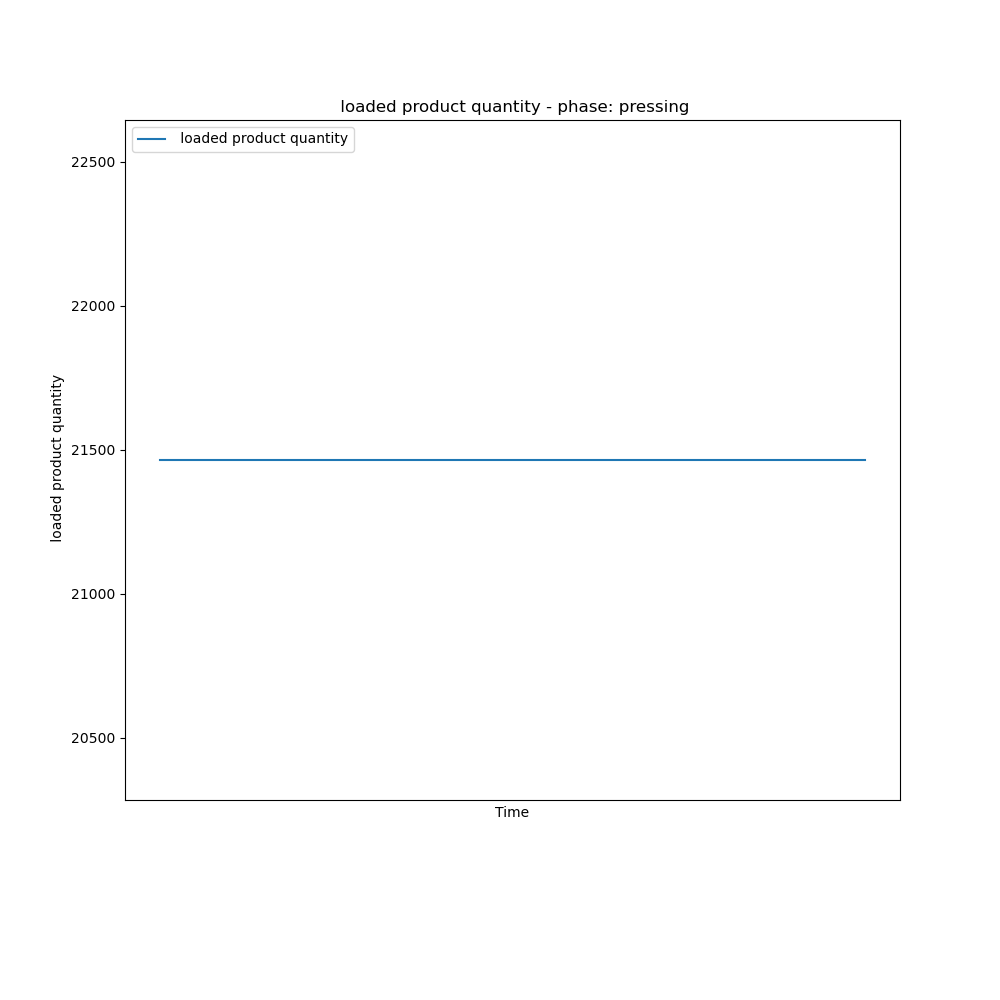 loaded product quantity - phase: pressing
loaded product quantity
22500
22000
21500
21000
20500
loaded product quantity
Time